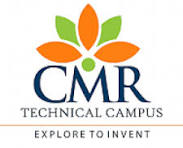 CMR
TECHNICAL CAMPUS
EXPLORE TO INVENT